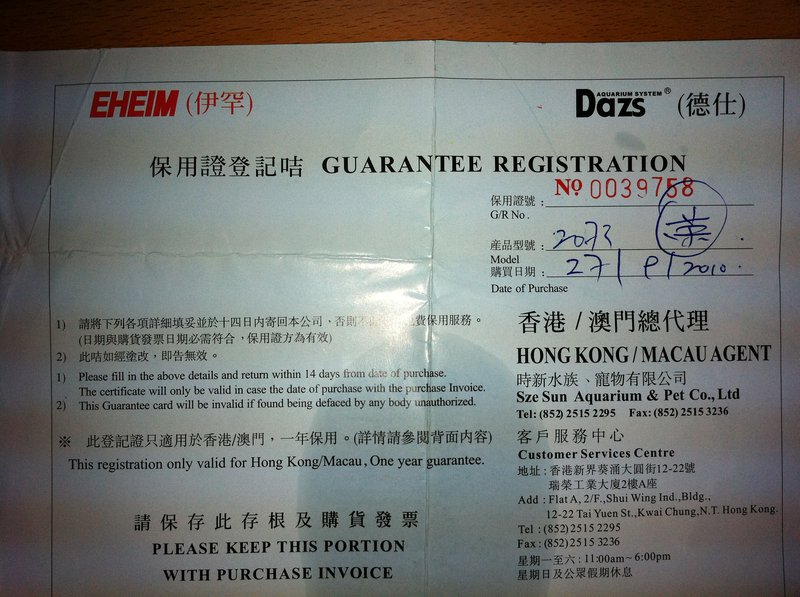 EHEIM (伊罕)
AQUARIUM SYSTEM
Dazs® (德仕)
保用證登記咭 GUARANTEE REGISTRATION
保用證號： Nº 0039758
G/R No.
產品型號： 2073
Model
購買日期： 27/9/2010.
Date of Purchase
1) 請將下列各項詳細填妥並於十四日內寄回本公司，否則不 費保用服務。
(日期與購貨發票日期必需符合，保用證方為有效)
2) 此咭如經塗改，即告無效。
1) Please fill in the above details and return within 14 days from date of purchase.
The certificate will only be valid in case the date of purchase with the purchase Invoice.
2) This Guarantee card will be invalid if found being defaced by any body unauthorized.
※ 此登記證只適用於香港/澳門，一年保用。(詳情請參閱背面內容)
This registration only valid for Hong Kong/Macau, One year guarantee.
請保存此存根及購貨發票
PLEASE KEEP THIS PORTION
WITH PURCHASE INVOICE
香港 / 澳門總代理
HONG KONG / MACAU AGENT
時新水族、寵物有限公司
Sze Sun Aquarium & Pet Co., Ltd
Tel: (852) 2515 2295 Fax: (852) 2515 3236
客戶服務中心
Customer Services Centre
地址：香港新界葵涌大圓街12-22號
瑞榮工業大廈2樓A座
Add : Flat A, 2/F., Shui Wing Ind., Bldg.,
12-22 Tai Yuen St., Kwai Chung, N.T. Hong Kong.
Tel : (852) 2515 2295
Fax : (852) 2515 3236
星期一至六 : 11:00am~ 6:00pm
星期日及公眾假期休息